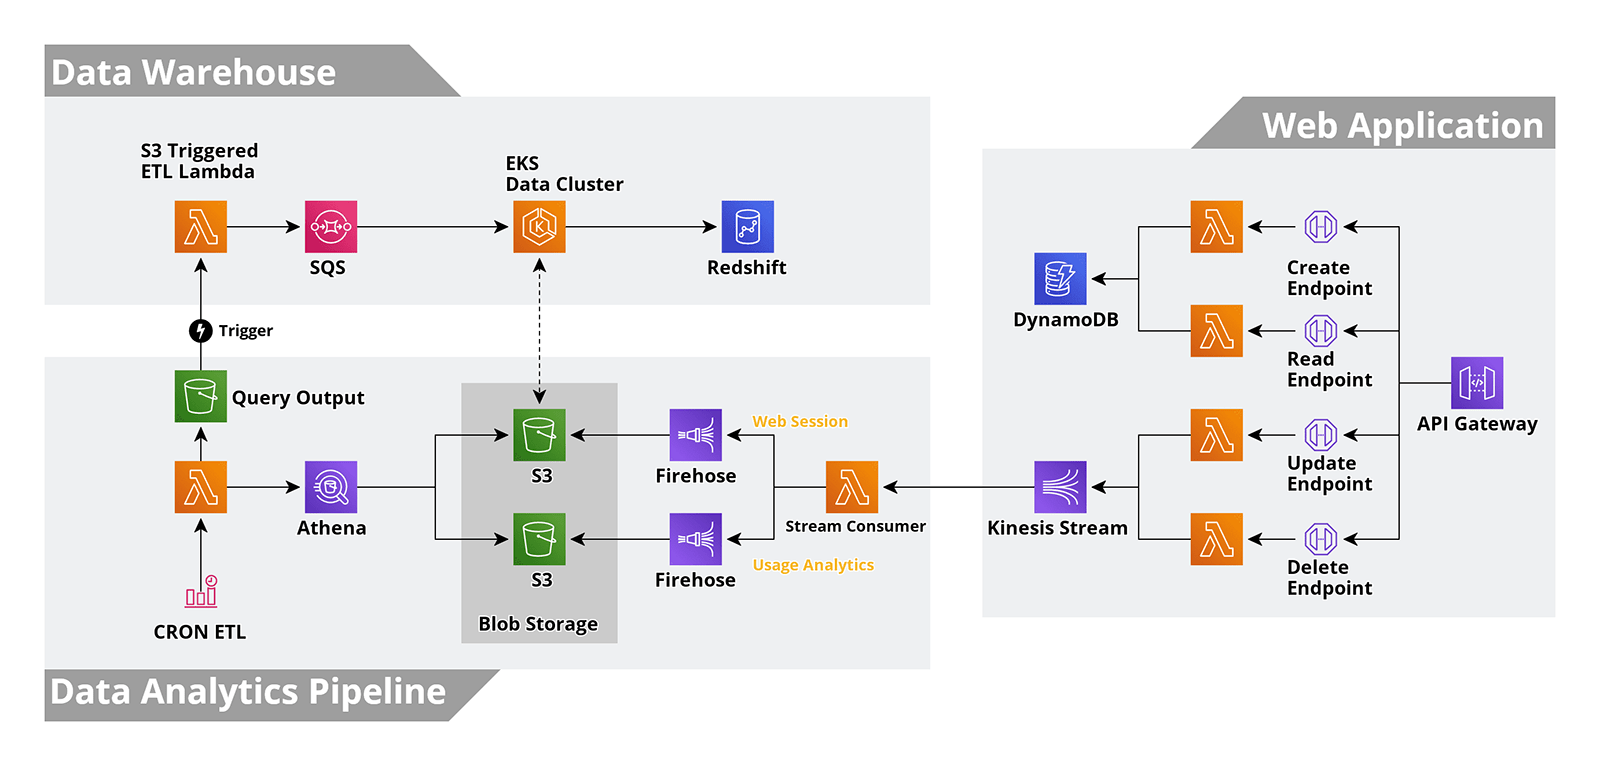 Data Warehouse
S3 Triggered
ETL Lambda
SQS
EKS
Data Cluster
Redshift
Trigger
Query Output
Athena
CRON ETL
S3
S3
Blob Storage
Web Session
Firehose
Firehose
Usage Analytics
Stream Consumer
Data Analytics Pipeline
Web Application
DynamoDB
Create
Endpoint
Read
Endpoint
API Gateway
Update
Endpoint
Kinesis Stream
Delete
Endpoint